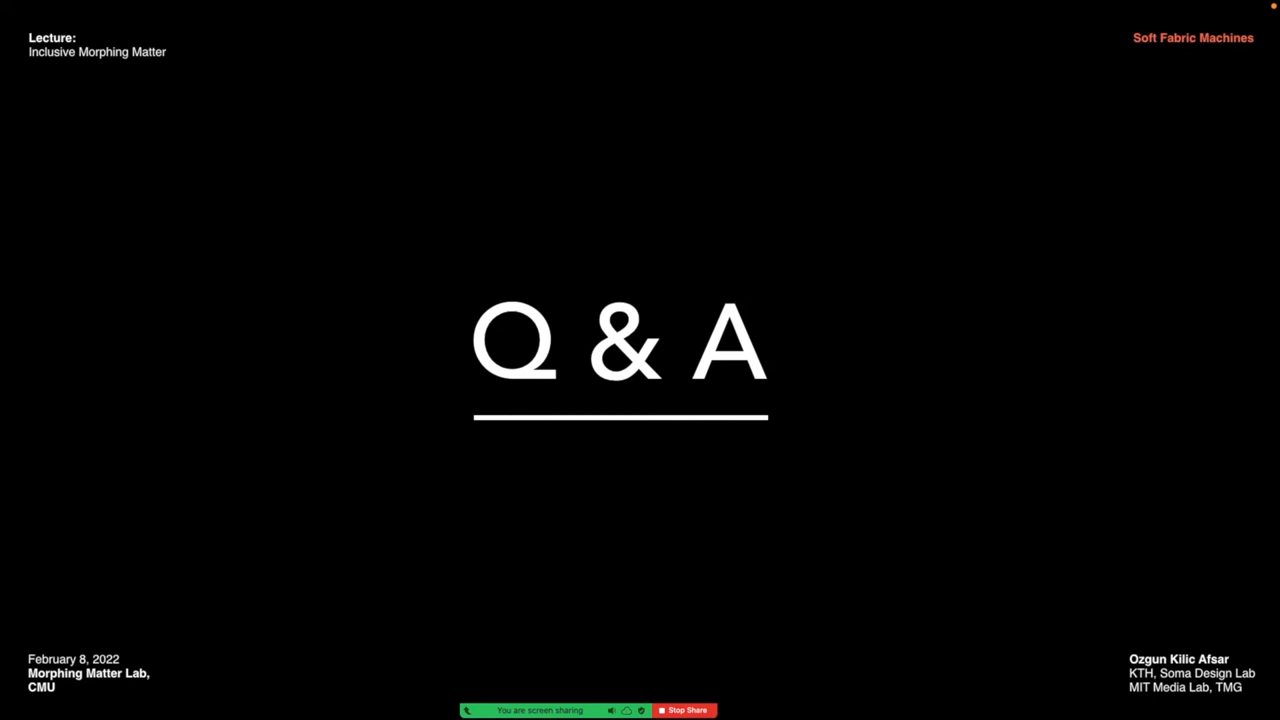 Lecture:
Inclusive Morphing Matter
Soft Fabric Machines
Q & A
February 8, 2022
Morphing Matter Lab,
CMU
Ozgun Kilic Afsar
KTH, Soma Design Lab
MIT Media Lab, TMG
You are screen sharing
Stop Share